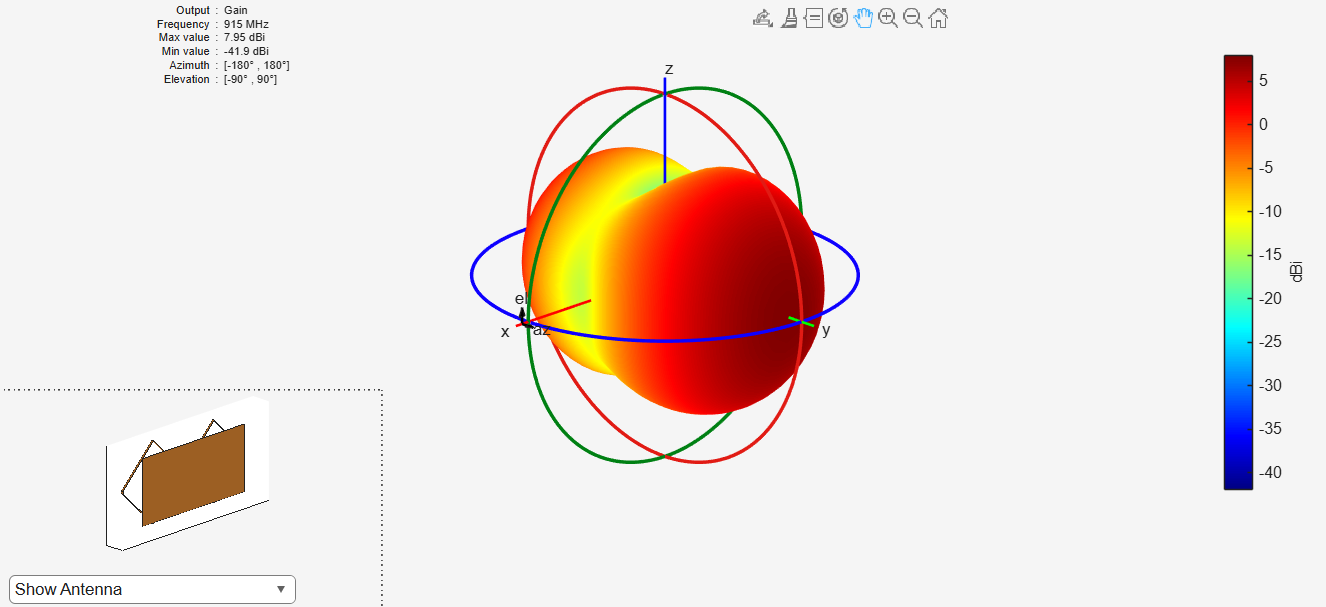 Output : Gain
Frequency : 915 MHz
Max value : 7.95 dBi
Min value : -41.9 dBi
Azimuth : [-180° , 180°]
Elevation : [-90° , 90°]
z
5
0
-5
-10
-15
-20
-25
-30
-35
-40
dBi
el
x
az
y
Show Antenna